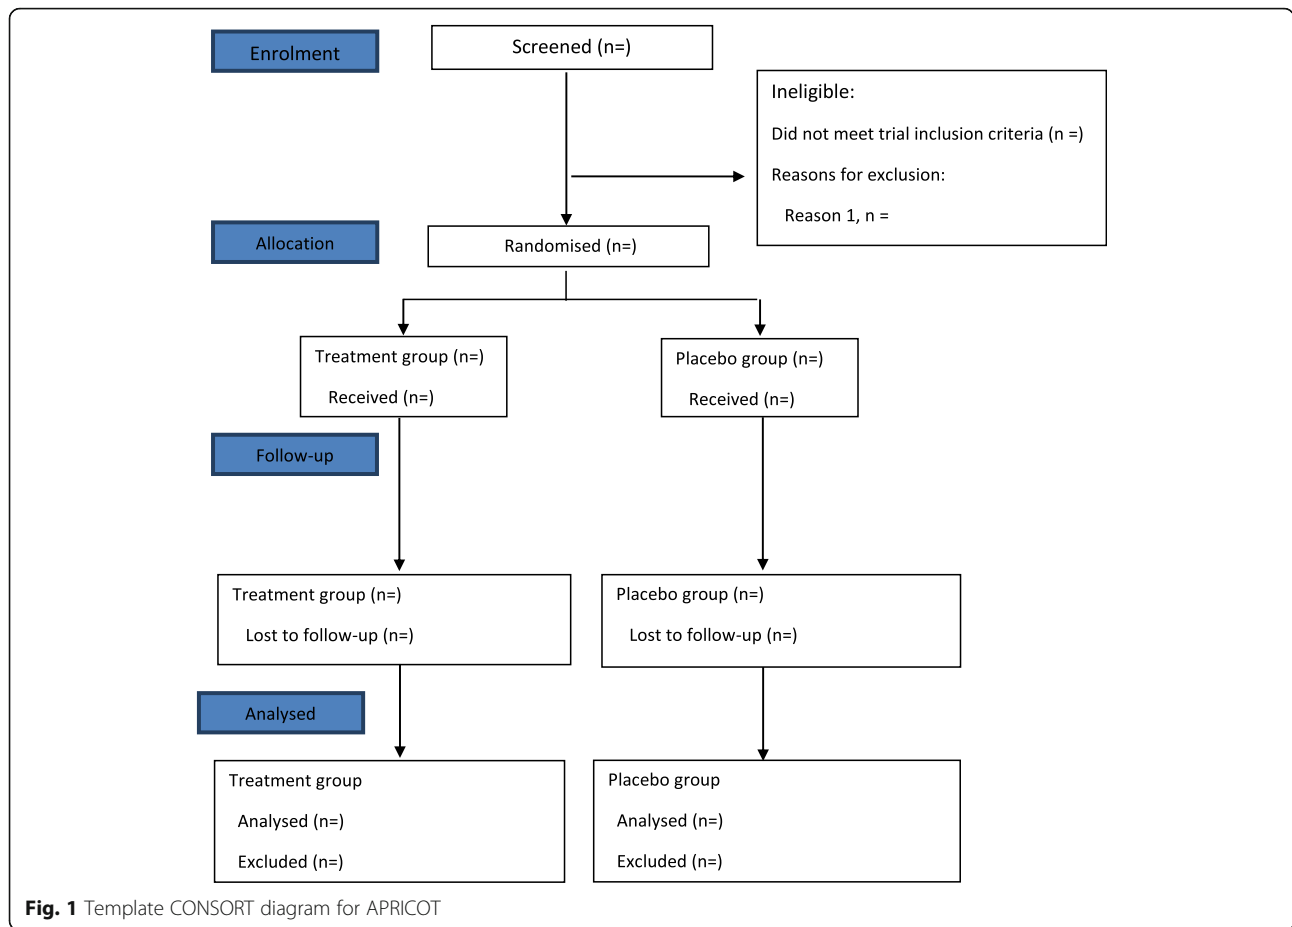 Enrolment
Screened (n=)
Ineligible:
Did not meet trial inclusion criteria (n =)
Reasons for exclusion:
Reason 1, n =
Allocation
Randomised (n=)
Treatment group (n=)
Received (n=)
Placebo group (n=)
Received (n=)
Follow-up
Treatment group (n=)
Lost to follow-up (n=)
Placebo group (n=)
Lost to follow-up (n=)
Analysed
Treatment group
Analysed (n=)
Excluded (n=)
Placebo group
Analysed (n=)
Excluded (n=)
Fig. 1 Template CONSORT diagram for APRICOT